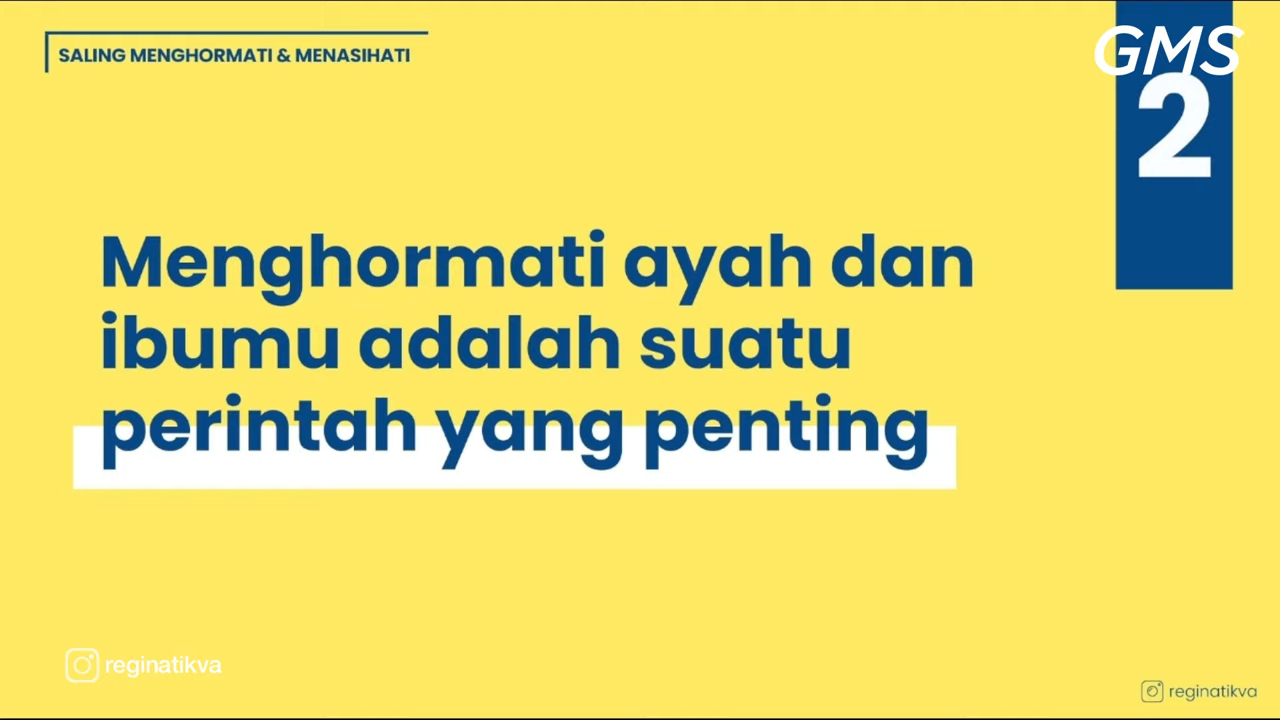 SALING MENGHORMATI & MENASIHATI
GMS
2
Menghormati ayah dan
ibumu adalah suatu
perintah yang penting
reginatikva
reginatikva